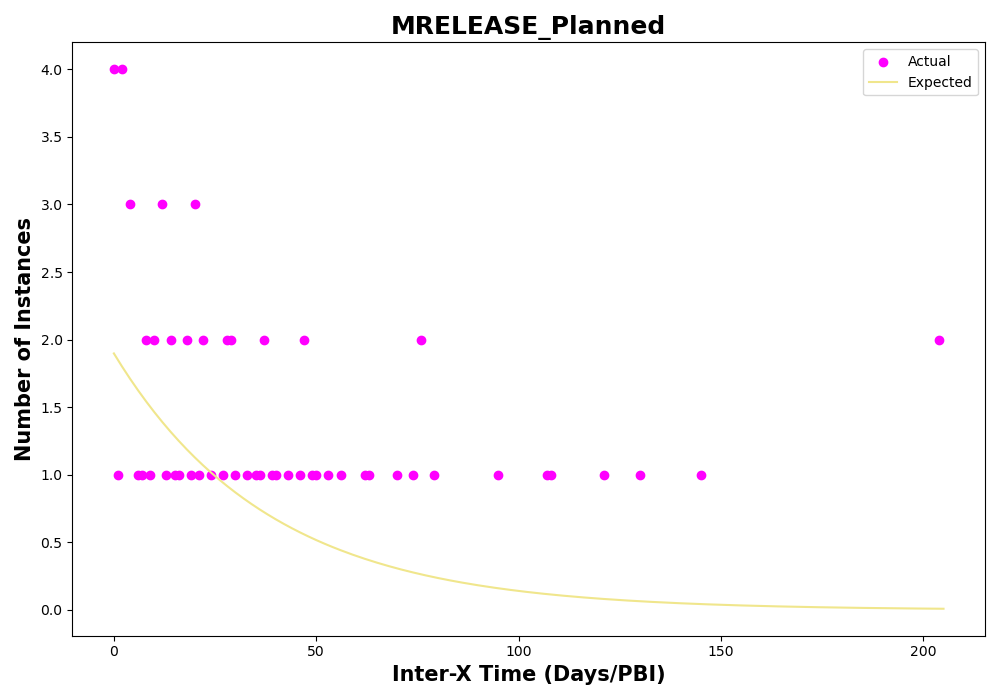 MRELEASE_Planned
Actual
Expected
4.0
3.5
3.0
2.5
2.0
1.5
1.0
0.5
0.0
Number of Instances
0
50
100
150
200
Inter-X Time (Days/PBI)